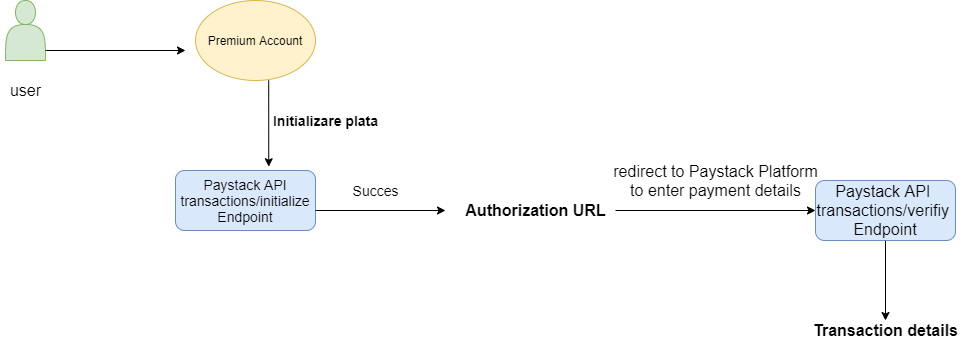 Premium Account
user
Initializare plata
Paystack API
transactions/initialize
Endpoint
Succes
Authorization URL
redirect to Paystack Platform
to enter payment details
Paystack API
transactions/verifiy
Endpoint
Transaction details